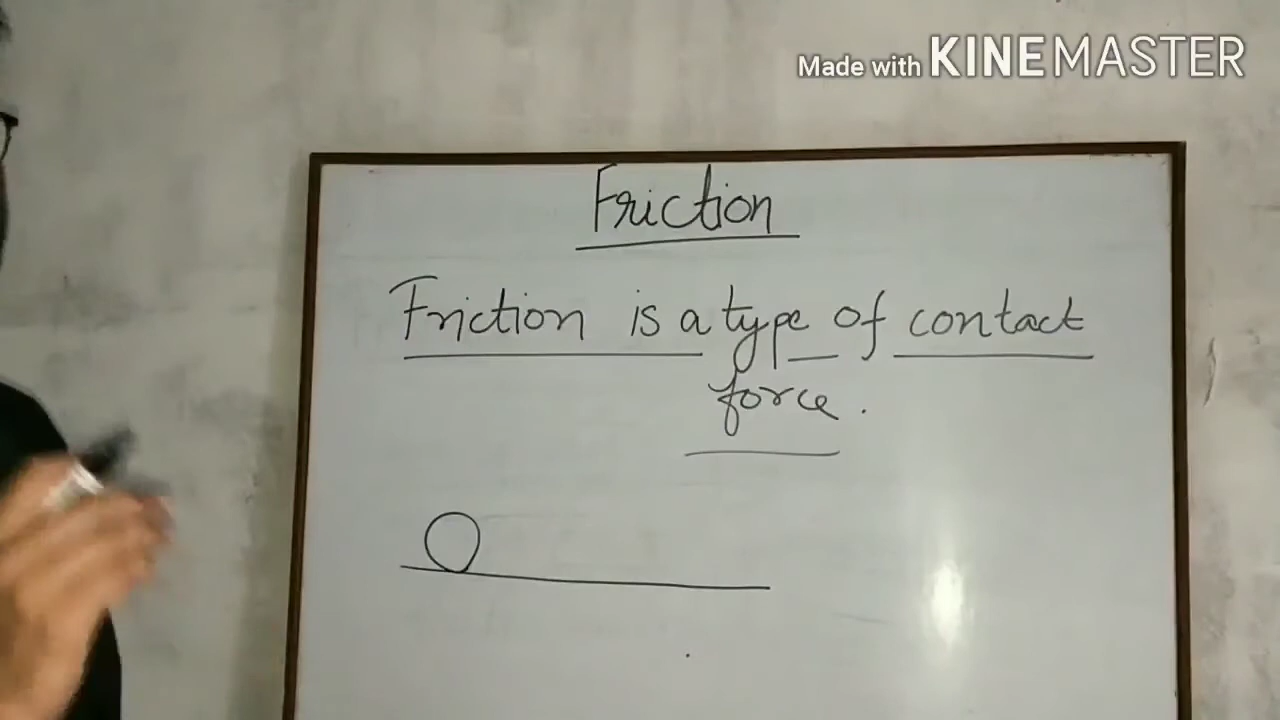 Made with KINEMASTER
Friction
Friction is a type of contact
force.